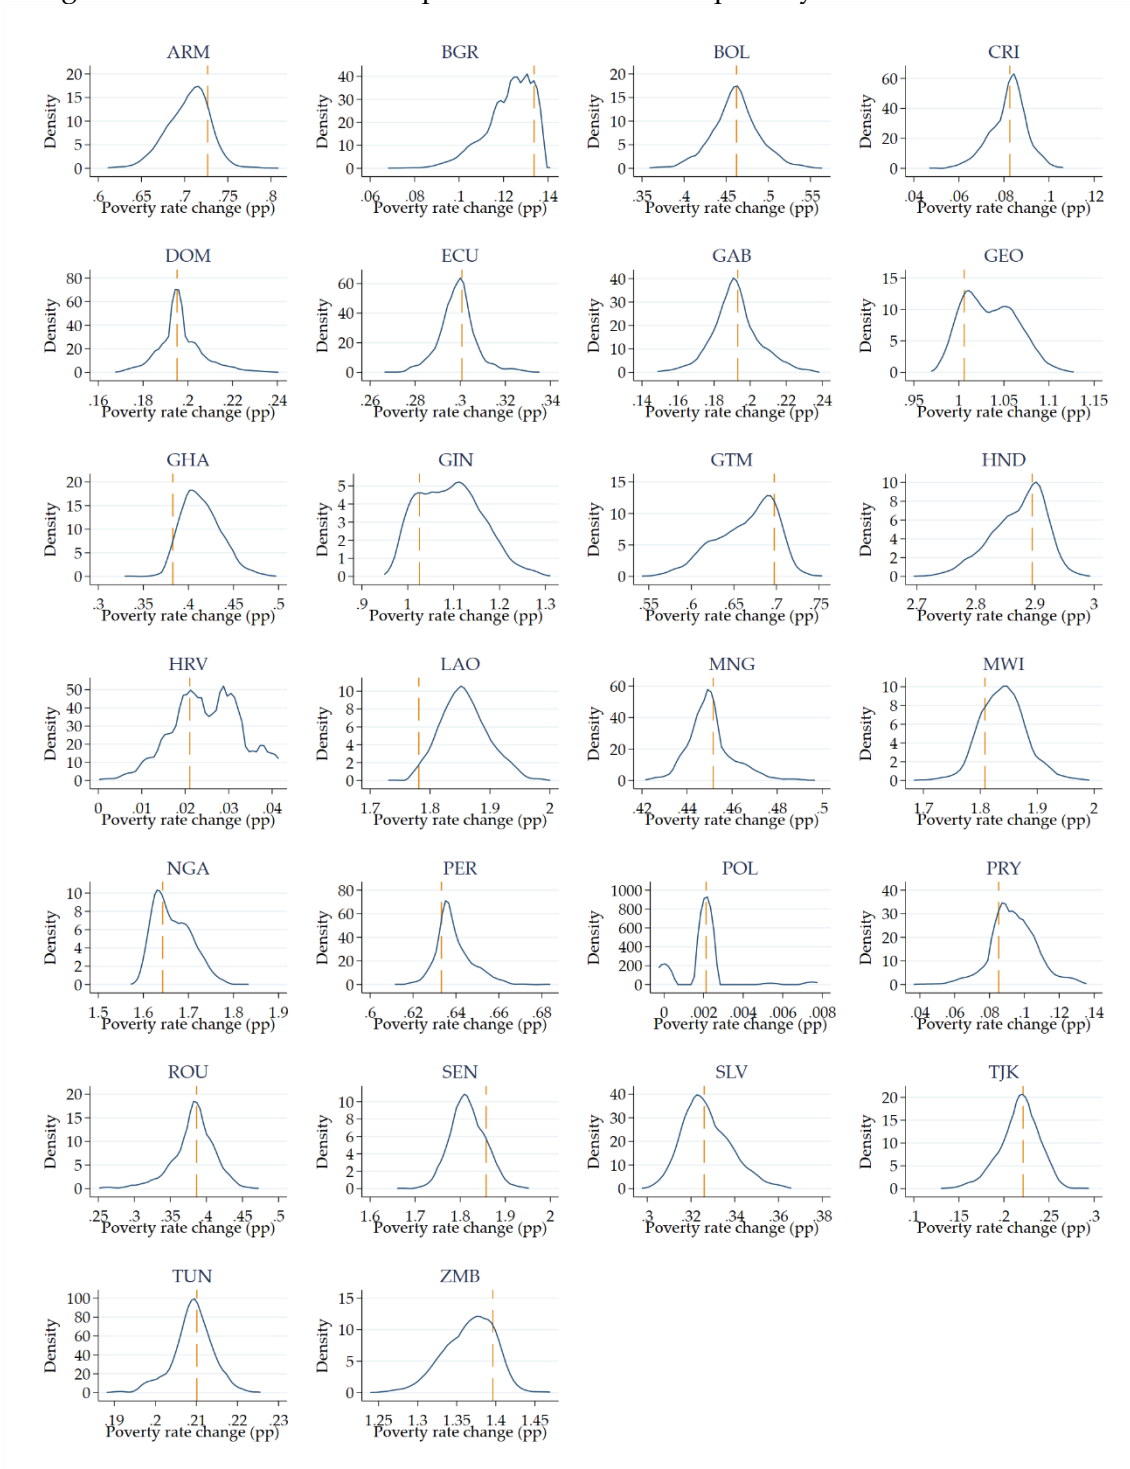 ARM
20
15
10
5
0
Density
.6 .65 .7 .75 .8
Poverty rate change (pp)
BGR
40
30
20
10
0
Density
.06 .08 .1 .12 .14
Poverty rate change (pp)
BOL
20
15
10
5
0
Density
.35 .4 .45 .5 .55
Poverty rate change (pp)
CRI
60
40
20
0
Density
.04 .06 .08 .1 .12
Poverty rate change (pp)
DOM
80
60
40
20
0
Density
.16 .18 .2 .22 .24
Poverty rate change (pp)
ECU
60
40
20
0
Density
.26 .28 .3 .32 .34
Poverty rate change (pp)
GAB
40
30
20
10
0
Density
.14 .16 .18 .2 .22 .24
Poverty rate change (pp)
GEO
15
10
5
0
Density
.95 1 1.05 1.1 1.15
Poverty rate change (pp)
GHA
20
15
10
5
0
Density
.3 .35 .4 .45 .5
Poverty rate change (pp)
GIN
5
4
3
2
1
0
Density
.9 1 1.1 1.2 1.3
Poverty rate change (pp)
GTM
15
10
5
0
Density
.55 .6 .65 .7 .75
Poverty rate change (pp)
HND
10
8
6
4
2
0
Density
2.7 2.8 2.9 3
Poverty rate change (pp)
HRV
50
40
30
20
10
0
Density
0 .01 .02 .03 .04
Poverty rate change (pp)
LAO
10
8
6
4
2
0
Density
1.7 1.8 1.9 2
Poverty rate change (pp)
MNG
60
40
20
0
Density
.42 .44 .46 .48 .5
Poverty rate change (pp)
MWI
10
8
6
4
2
0
Density
1.7 1.8 1.9 2
Poverty rate change (pp)
NGA
10
8
6
4
2
0
Density
1.5 1.6 1.7 1.8 1.9
Poverty rate change (pp)
PER
80
60
40
20
0
Density
.6 .62 .64 .66 .68
Poverty rate change (pp)
POL
1000
800
600
400
200
0
Density
0 .002 .004 .006 .008
Poverty rate change (pp)
PRY
40
30
20
10
0
Density
.04 .06 .08 .1 .12 .14
Poverty rate change (pp)
ROU
20
15
10
5
0
Density
.25 .3 .35 .4 .45 .5
Poverty rate change (pp)
SEN
10
8
6
4
2
0
Density
1.6 1.7 1.8 1.9 2
Poverty rate change (pp)
SLV
40
30
20
10
0
Density
.3 .32 .34 .36 .38
Poverty rate change (pp)
TJK
20
15
10
5
0
Density
.1 .15 .2 .25 .3
Poverty rate change (pp)
TUN
100
80
60
40
20
0
Density
.19 .2 .21 .22 .23
Poverty rate change (pp)
ZMB
15
10
5
0
Density
1.25 1.3 1.35 1.4 1.45
Poverty rate change (pp)